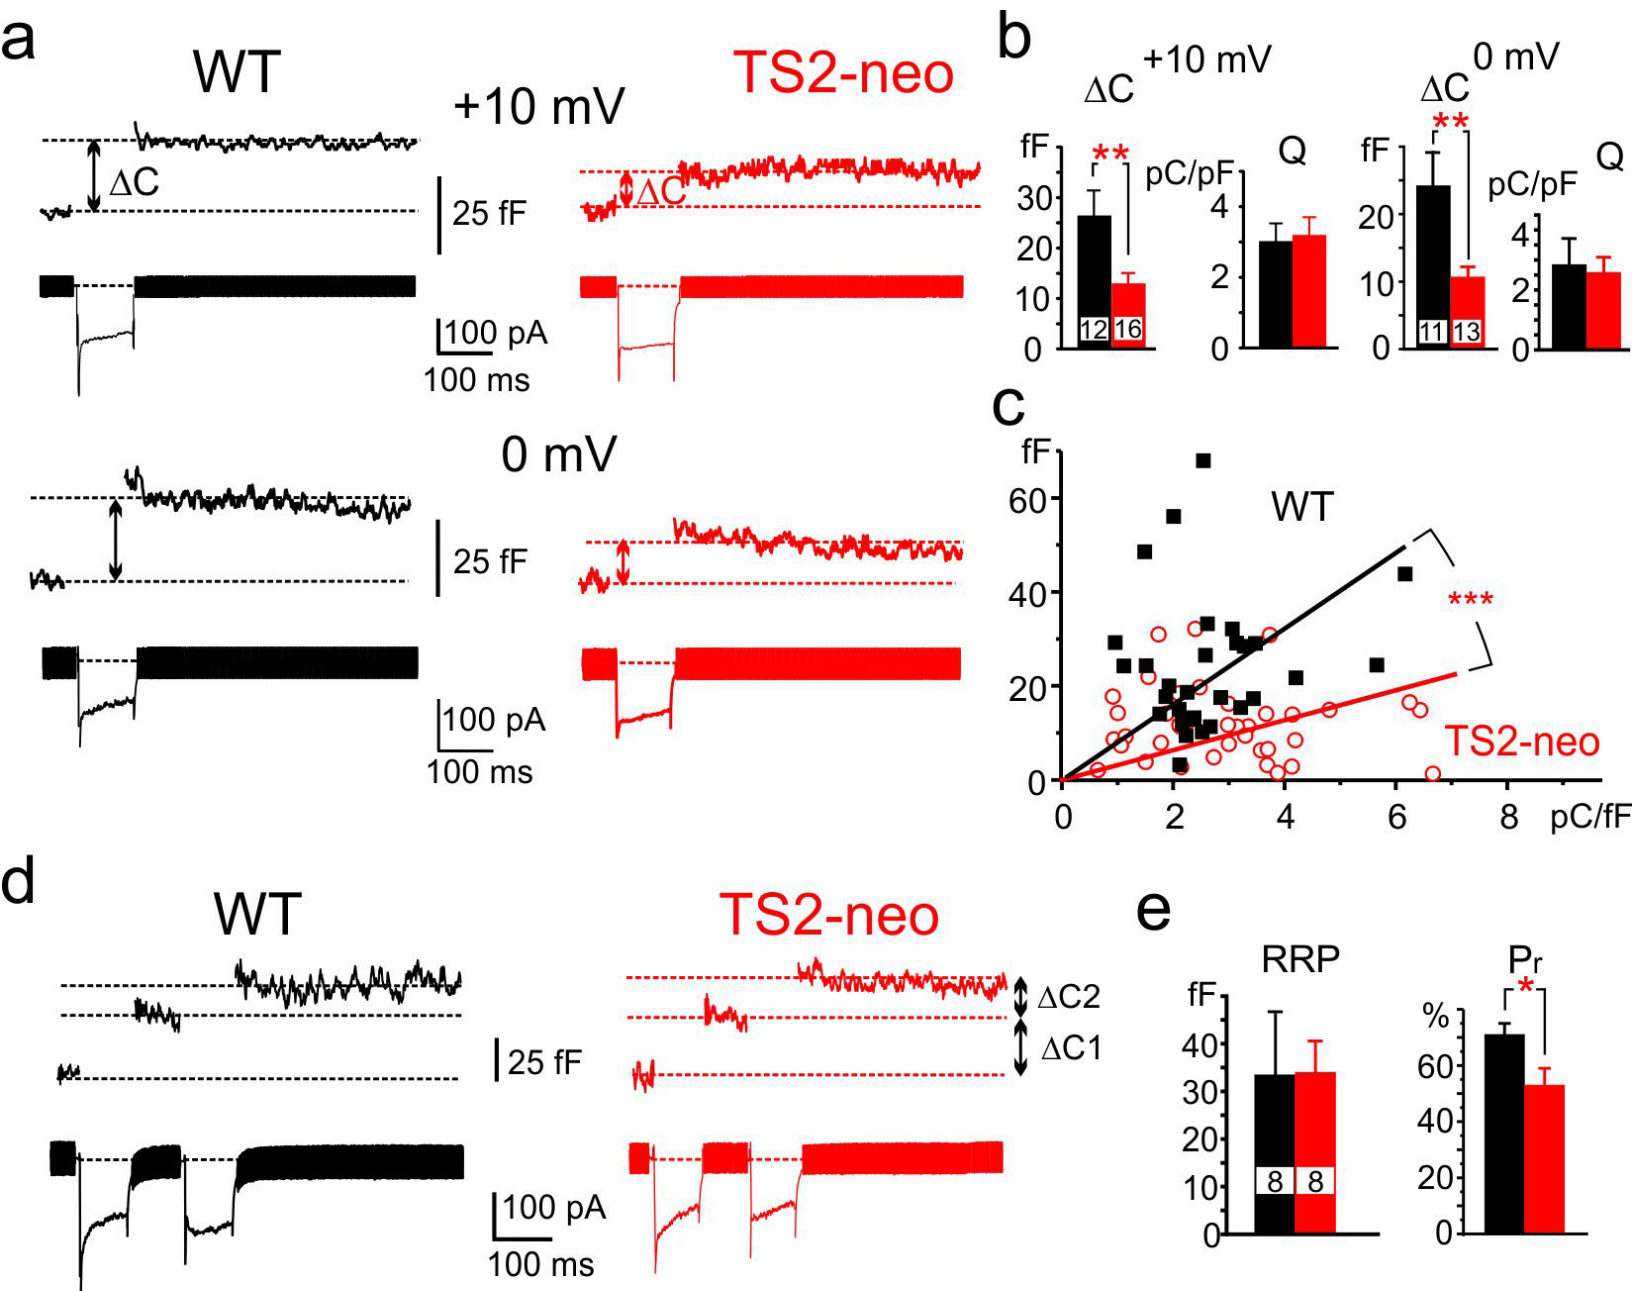 a
WT
TS2-neo
+10 mV
ΔC
ΔC
25 fF
100 pA
100 ms
0 mV
25 fF
100 pA
100 ms
b
+10 mV
0 mV
ΔC
ΔC
**
**
fF
30
20
10
0
12
16
pC/pF
Q
4
2
0
fF
20
10
0
11
13
pC/pF
Q
4
2
0
c
fF
60
40
20
0
WT
***
TS2-neo
0
2
4
6
8
pC/fF
d
WT
TS2-neo
ΔC2
ΔC1
25 fF
100 pA
100 ms
e
RRP
Pr
*
fF
40
30
20
10
0
8
8
%
60
40
20
0